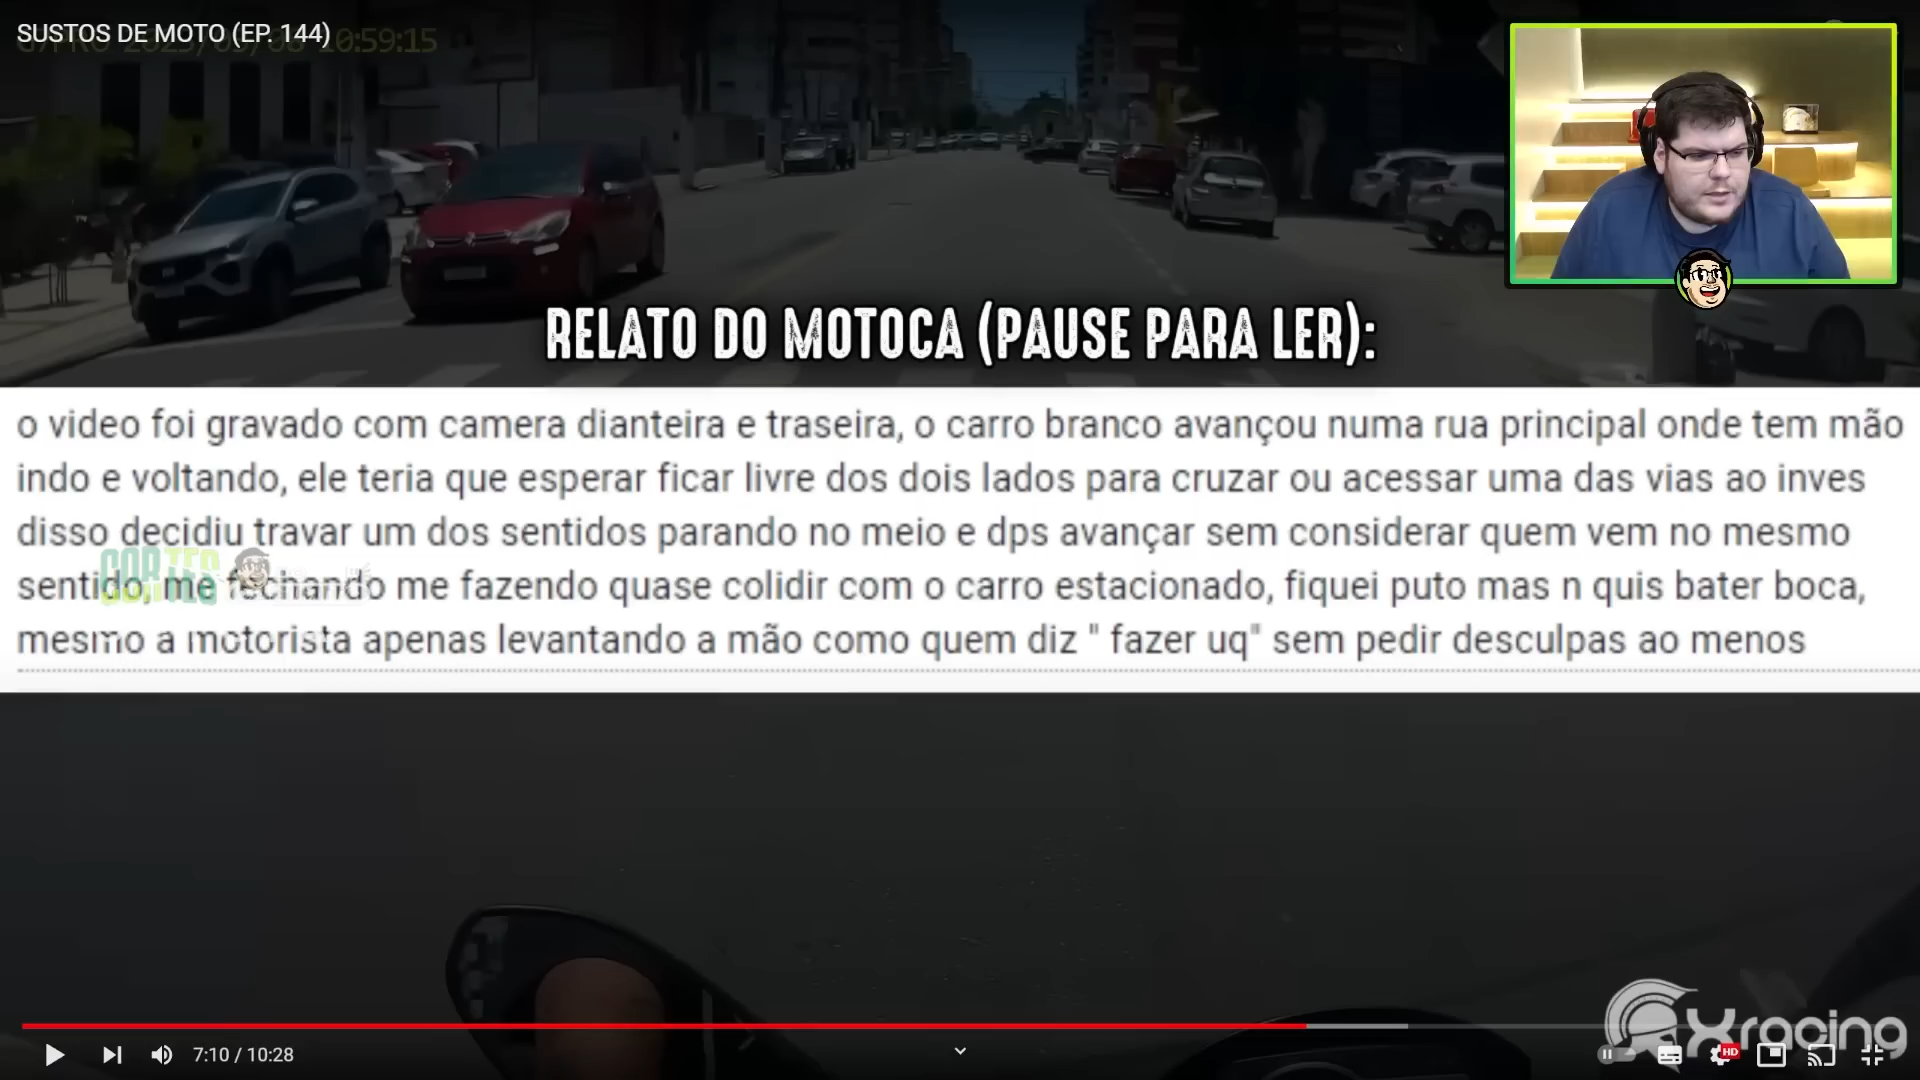 SUSTOS DE MOTO (EP. 144)
10:59:15
RELATO DO MOTOCA (PAUSE PARA LER):
o video foi gravado com camera dianteira e traseira, o carro branco avançou numa rua principal onde tem mão
indo e voltando, ele teria que esperar ficar livre dos dois lados para cruzar ou acessar uma das vias ao inves
disso decidiu travar um dos sentidos parando no meio e dps avançar sem considerar quem vem no mesmo
sentido, me fechando me fazendo quase colidir com o carro estacionado, fiquei puto mas n quis bater boca,
mesmo a motorista apenas levantando a mão como quem diz " fazer uq" sem pedir desculpas ao menos
CORTES
Xracing
7:10 / 10:28
HD